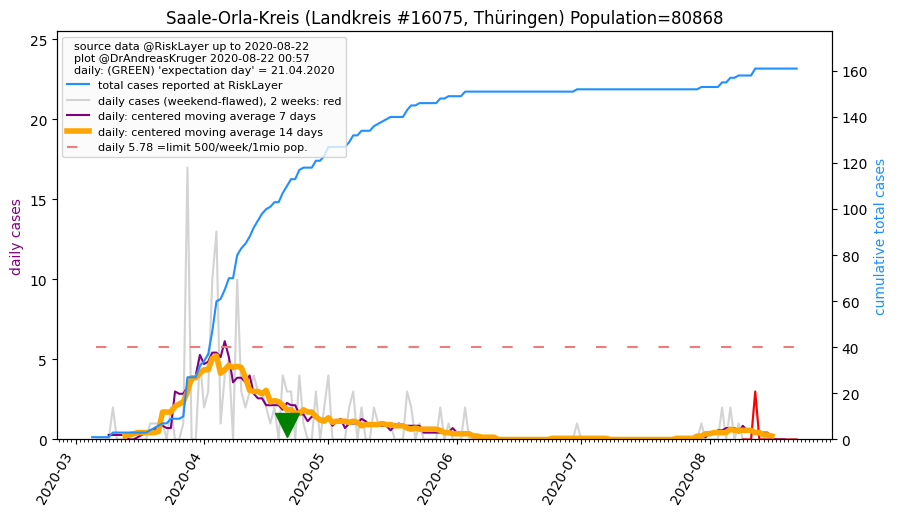 Saale-Orla-Kreis (Landkreis #16075, Thüringen) Population=80868
source data @RiskLayer up to 2020-08-22
plot @DrAndreasKruger 2020-08-22 00:57
daily: (GREEN) 'expectation day' = 21.04.2020
total cases reported at RiskLayer
daily cases (weekend-flawed), 2 weeks: red
daily: centered moving average 7 days
daily: centered moving average 14 days
daily 5.78 =limit 500/week/1mio pop.
daily cases
25
20
15
10
5
0
cumulative total cases
160
140
120
100
80
60
40
20
0
2020-03
2020-04
2020-05
2020-06
2020-07
2020-08